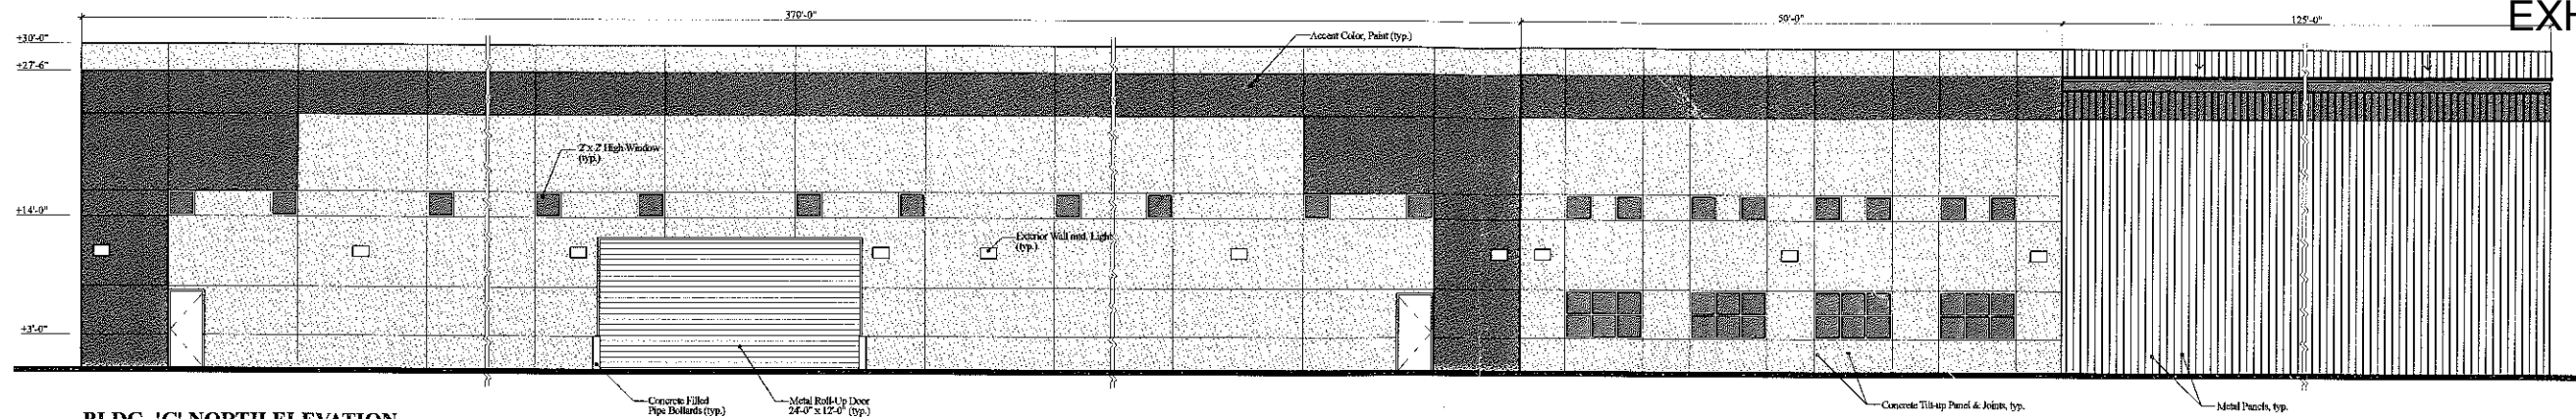 379'-0"
50'-0"
125'-0"
EXH
+30'-0"
Accent Color, Paint (typ.)
+27'-6"
2' x 2' High Window
(typ.)
+14'-0"
Exterior Wall mtd. Light
(typ.)
+3'-0"
Concrete Filled
Pipe Bollards (typ.)
Metal Roll-Up Door
24'-0" x 12'-0" (typ.)
Concrete Tilt-up Panel & Joints, typ.
Metal Panels, typ.
BLDG. 'C' NORTH ELEVATION